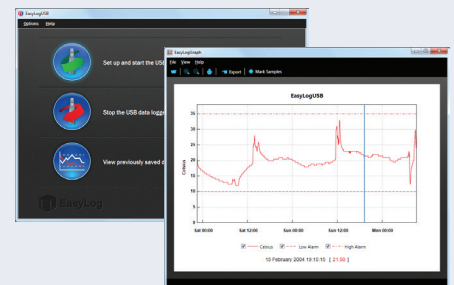 EasyLogUSB
Options Help
Set up and start the USB
Stop the USB data logge
View previously saved d
EasyLog
EasyLogGraph
File View Help
Export Mark Samples
EasyLogUSB
Celsius
35
30
25
20
15
10
5
0
Sat 00:00 Sat 12:00 Sun 00:00 Sun 12:00 Mon 00:00
Celsius Low Alarm High Alarm
15 February 2004 19:10:15 [ 21.50 ]